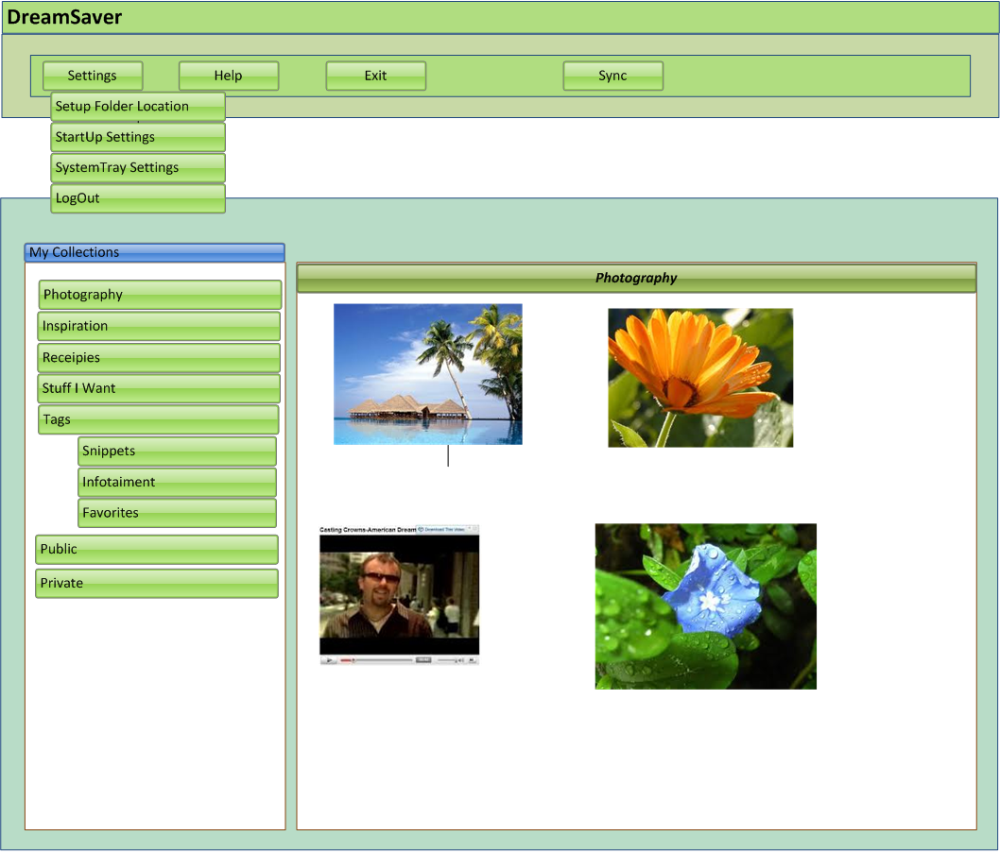 DreamSaver
Settings
Help
Exit
Sync
Setup Folder Location
StartUp Settings
SystemTray Settings
LogOut
My Collections
Photography
Inspiration
Receipies
Stuff I Want
Tags
Snippets
Infotaiment
Favorites
Public
Private
Photography
Casting Crowns-American Dream
Download This Video